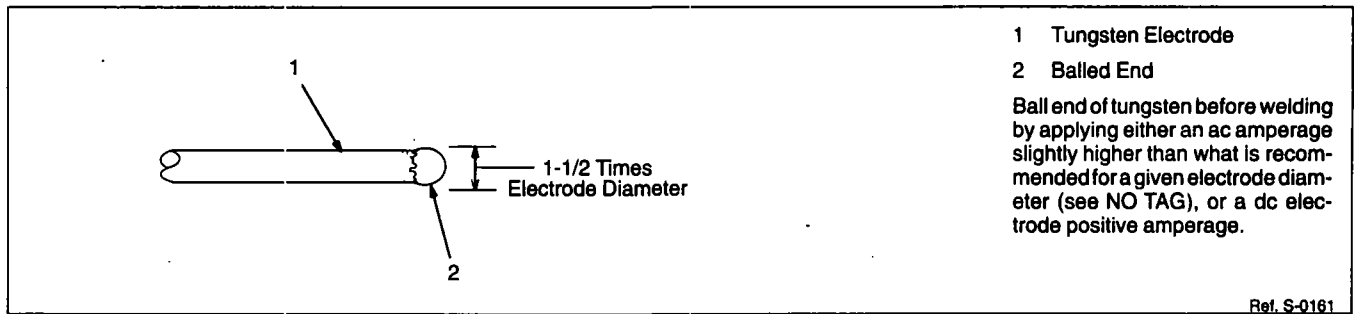 1
1-1/2 Times
Electrode Diameter
2
1 Tungsten Electrode
2 Balled End
Ball end of tungsten before welding
by applying either an ac amperage
slightly higher than what is recom-
mended for a given electrode diam-
eter (see NO TAG), or a dc elec-
trode positive amperage.
Ref. S-0161